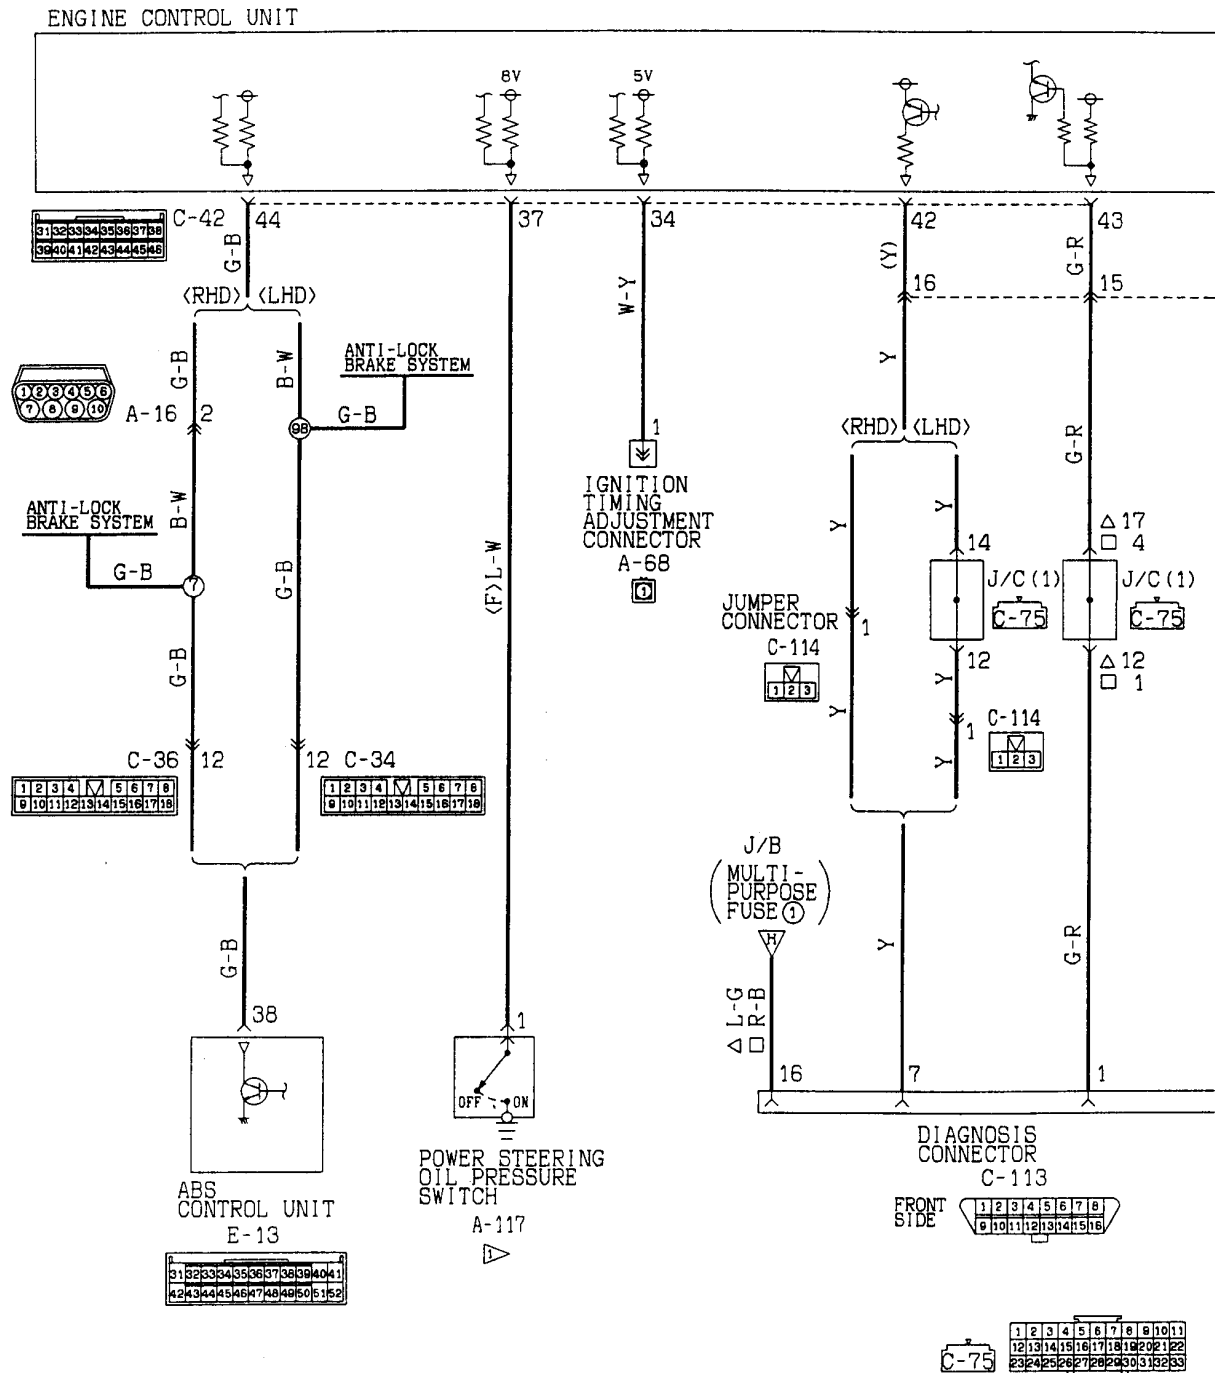 ENGINE CONTROL UNIT
8V
5V
C-42
44
37
34
42
43
31 32 33 34 35 36 37 38
39 40 41 42 43 44 45 46
G-B
W-Y
(Y)
G-R
16
15
<RHD> <LHD>
G-B
B-W
ANTI-LOCK
BRAKE SYSTEM
G-B
98
1 2 3 4 5 6
7 8 9 10
A-16
2
Y
<RHD> <LHD>
G-R
1
IGNITION
TIMING
ADJUSTMENT
CONNECTOR
A-68
1
ANTI-LOCK
BRAKE SYSTEM
B-W
G-B
7
G-B
<F>L-W
Y
Y
14
△ 17
□ 4
J/C(1)
C-75
J/C(1)
C-75
JUMPER
CONNECTOR
1
C-114
1 2 3
12
△ 12
□ 1
G-B
Y
Y
1
C-114
1 2 3
Y
C-36
12
12
C-34
1 2 3 4 5 6 7 8
9 10 11 12 13 14 15 16 17 18
1 2 3 4 5 6 7 8
9 10 11 12 13 14 15 16 17 18
J/B
(MULTI-
PURPOSE
FUSE ①)
H
G-B
Y
G-R
△ L-G
□ R-B
38
1
16
7
1
OFF
ON
ABS
CONTROL UNIT
E-13
31 32 33 34 35 36 37 38 39 40 41
42 43 44 45 46 47 48 49 50 51 52
POWER STEERING
OIL PRESSURE
SWITCH
A-117
1
DIAGNOSIS
CONNECTOR
C-113
FRONT
SIDE
1 2 3 4 5 6 7 8
9 10 11 12 13 14 15 16
C-75
1 2 3 4 5 6 7 8 9 10 11
12 13 14 15 16 17 18 19 20 21 22
23 24 25 26 27 28 29 30 31 32 33